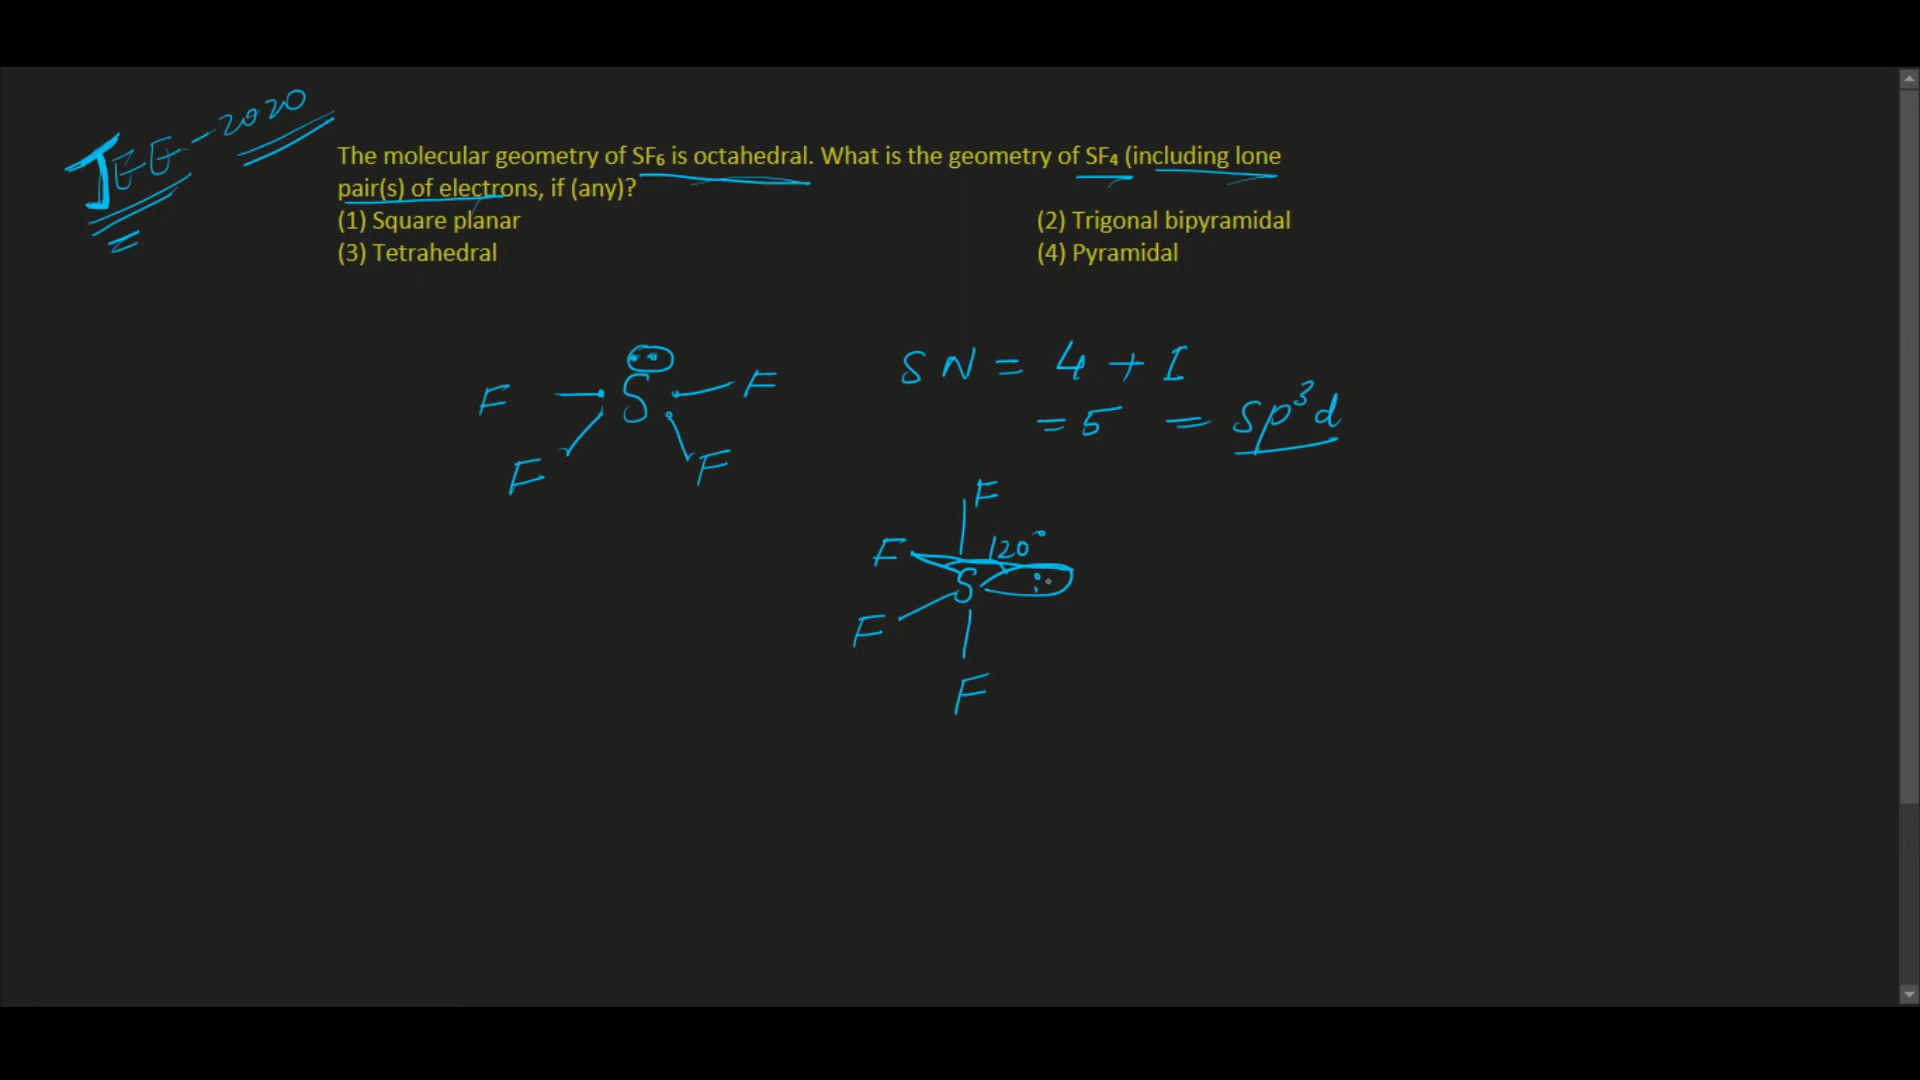 JEE-2020
The molecular geometry of SF₆ is octahedral. What is the geometry of SF₄ (including lone
pair(s) of electrons, if (any)?
(1) Square planar (2) Trigonal bipyramidal
(3) Tetrahedral (4) Pyramidal
F S F
F F
SN = 4 + 1
= 5 = sp³d
F
F 120°
S
F
F